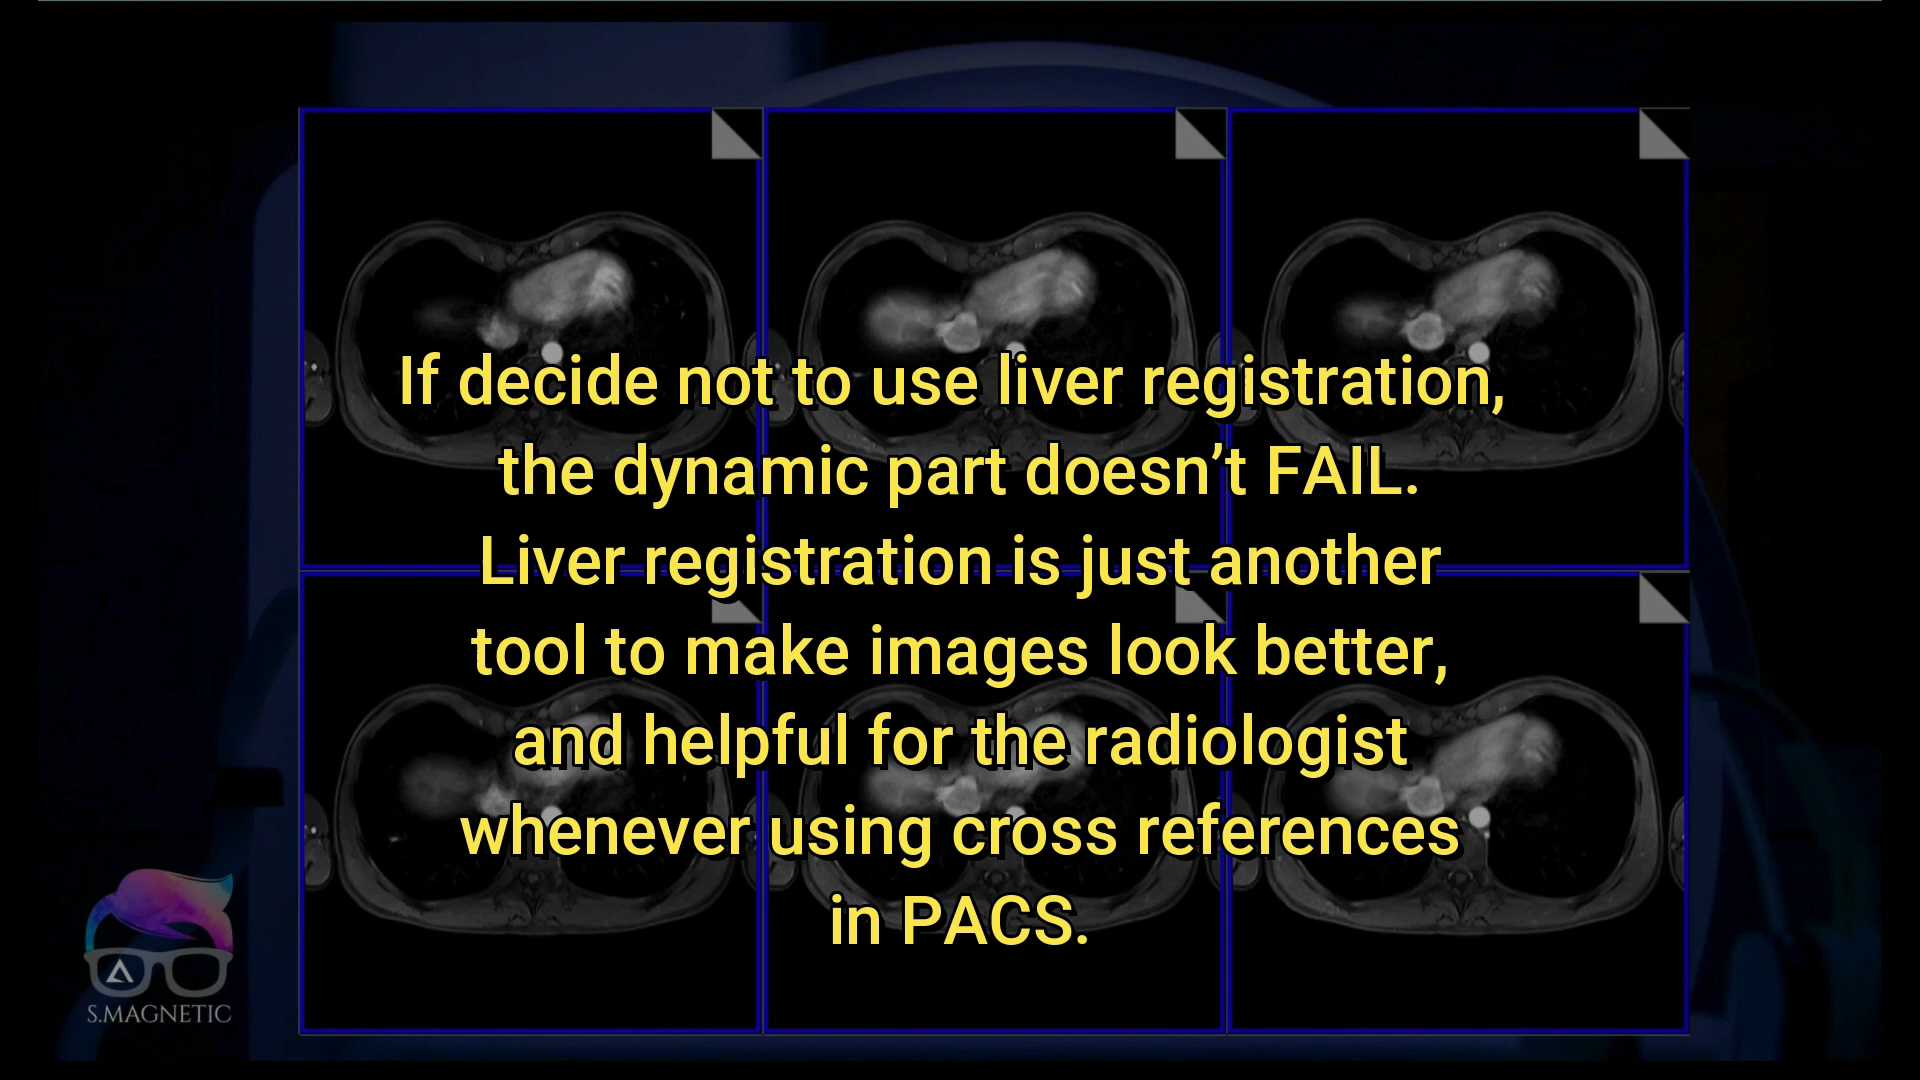 If decide not to use liver registration,
the dynamic part doesn’t FAIL.
Liver registration is just another
tool to make images look better,
and helpful for the radiologist
whenever using cross references
in PACS.
S.MAGNETIC